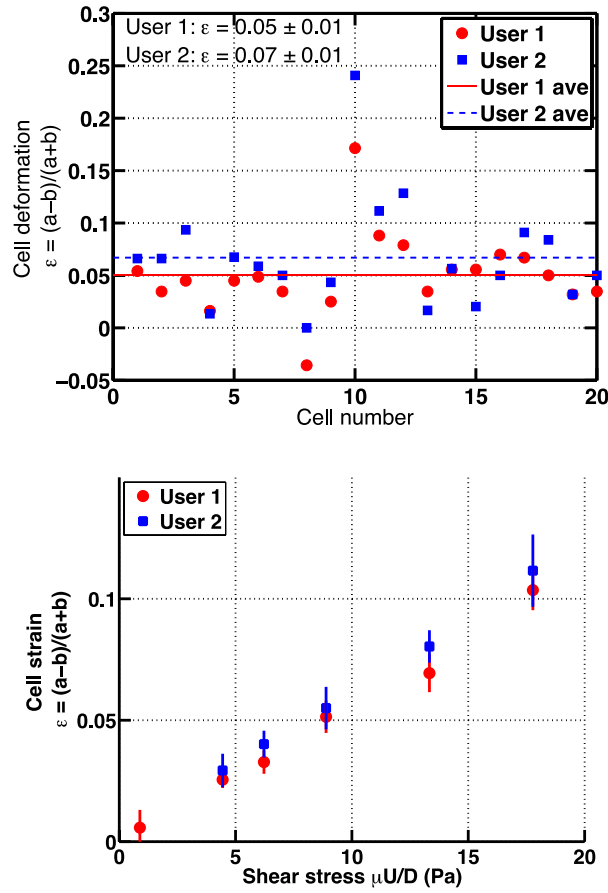 User 1: ε = 0.05 ± 0.01
User 2: ε = 0.07 ± 0.01
User 1
User 2
User 1 ave
User 2 ave
0.3
0.25
0.2
0.15
0.1
0.05
0
−0.05
Cell deformation
ε = (a−b)/(a+b)
0 5 10 15 20
Cell number
User 1
User 2
0.1
0.05
0
Cell strain
ε = (a−b)/(a+b)
0 5 10 15 20
Shear stress μU/D (Pa)